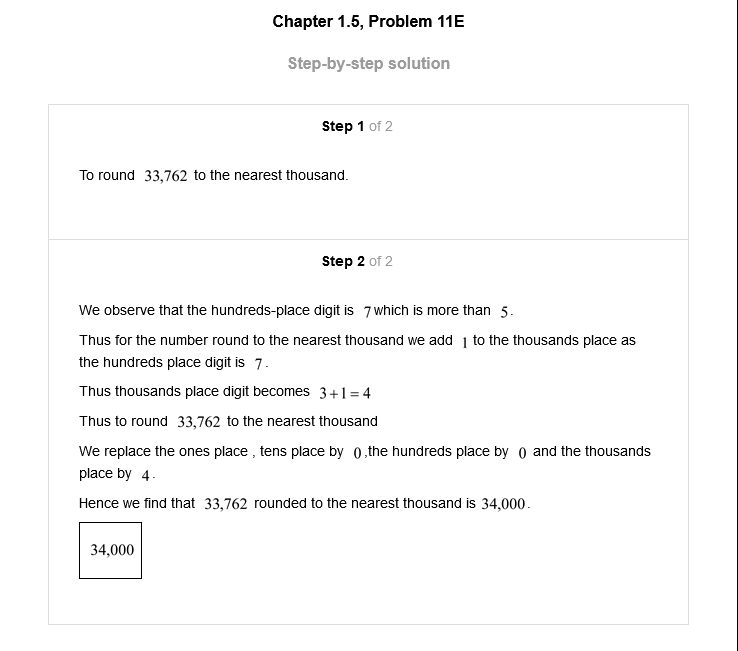 Chapter 1.5, Problem 11E
Step-by-step solution
Step 1 of 2
To round 33,762 to the nearest thousand.
Step 2 of 2
We observe that the hundreds-place digit is 7 which is more than 5.
Thus for the number round to the nearest thousand we add 1 to the thousands place as
the hundreds place digit is 7.
Thus thousands place digit becomes 3+1=4
Thus to round 33,762 to the nearest thousand
We replace the ones place , tens place by 0,the hundreds place by 0 and the thousands
place by 4.
Hence we find that 33,762 rounded to the nearest thousand is 34,000.
34,000